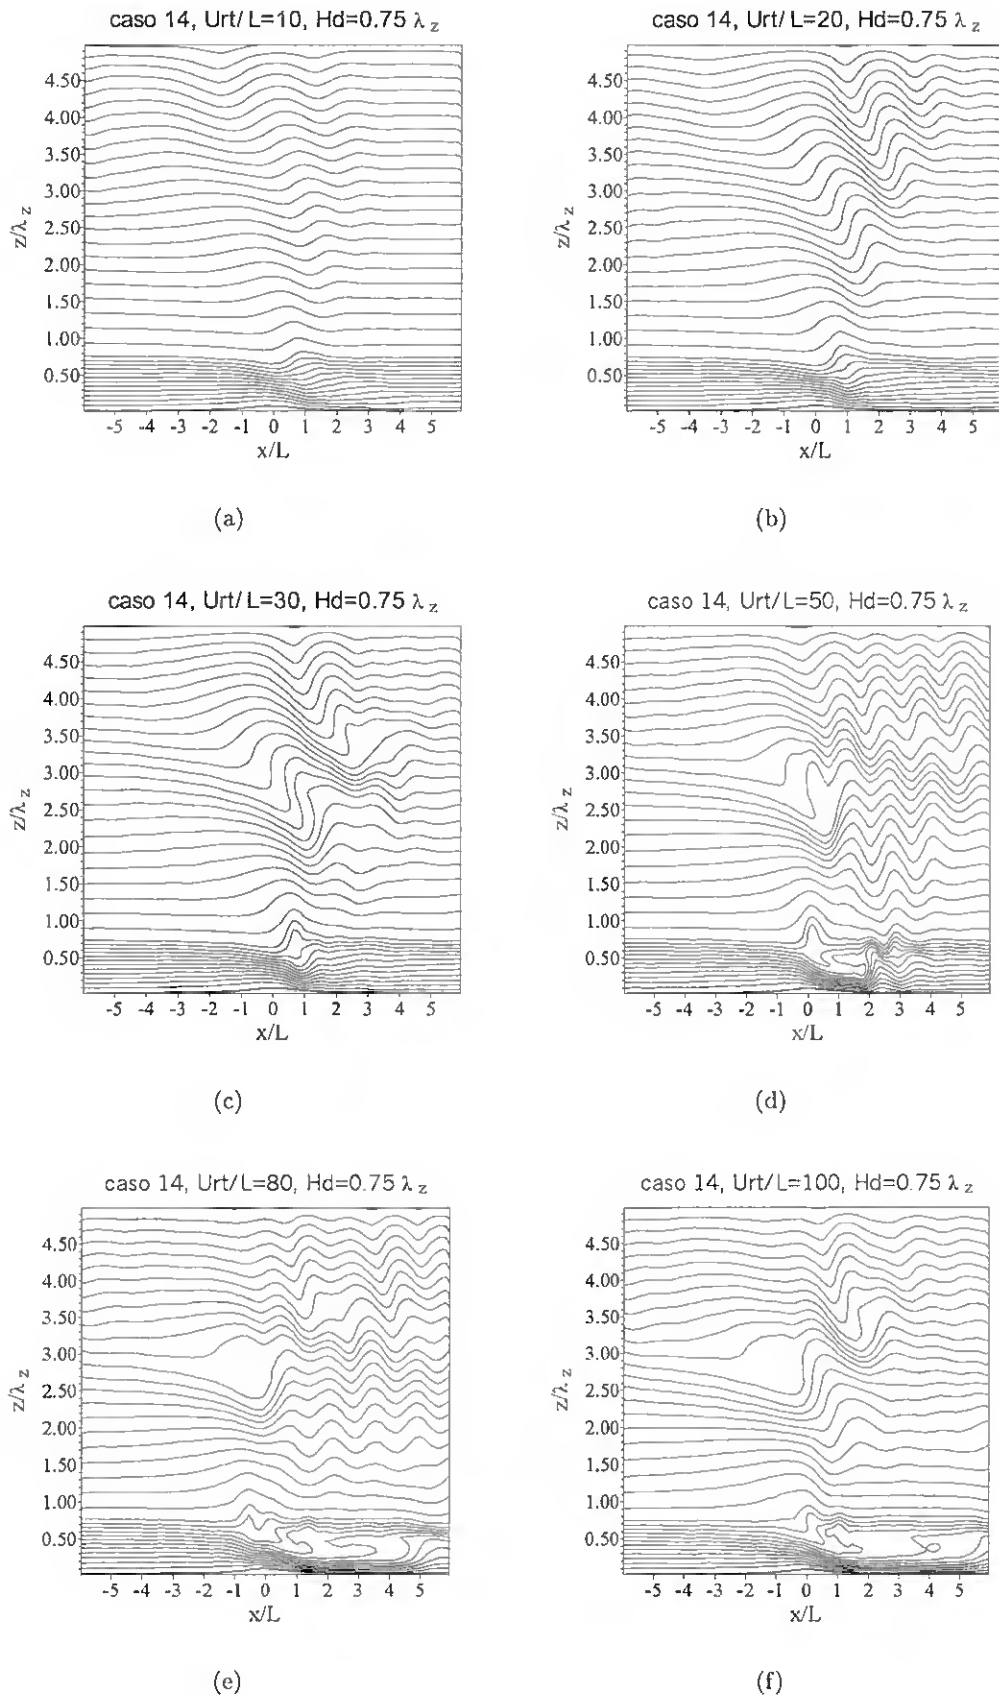 caso 14, Urt/L=10, Hd=0.75 λ z
caso 14, Urt/L=20, Hd=0.75 λ z
z/λ z
4.50
4.00
3.50
3.00
2.50
2.00
1.50
1.00
0.50
-5 -4 -3 -2 -1 0 1 2 3 4 5
x/L
z/λ z
4.50
4.00
3.50
3.00
2.50
2.00
1.50
1.00
0.50
-5 -4 -3 -2 -1 0 1 2 3 4 5
x/L
(a)
(b)
caso 14, Urt/L=30, Hd=0.75 λ z
caso 14, Urt/L=50, Hd=0.75 λ z
z/λ z
4.50
4.00
3.50
3.00
2.50
2.00
1.50
1.00
0.50
-5 -4 -3 -2 -1 0 1 2 3 4 5
x/L
z/λ z
4.50
4.00
3.50
3.00
2.50
2.00
1.50
1.00
0.50
-5 -4 -3 -2 -1 0 1 2 3 4 5
x/L
(c)
(d)
caso 14, Urt/L=80, Hd=0.75 λ z
caso 14, Urt/L=100, Hd=0.75 λ z
z/λ z
4.50
4.00
3.50
3.00
2.50
2.00
1.50
1.00
0.50
-5 -4 -3 -2 -1 0 1 2 3 4 5
x/L
z/λ z
4.50
4.00
3.50
3.00
2.50
2.00
1.50
1.00
0.50
-5 -4 -3 -2 -1 0 1 2 3 4 5
x/L
(e)
(f)